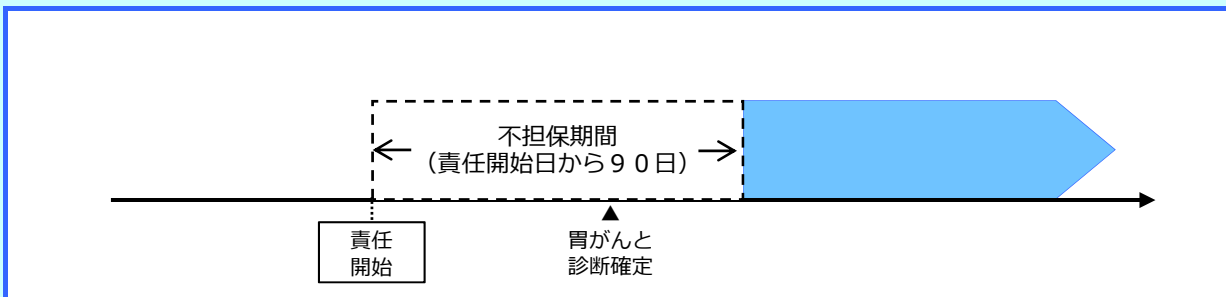 不担保期間
(責任開始日から90日)
責任
開始
胃がんと
診断確定